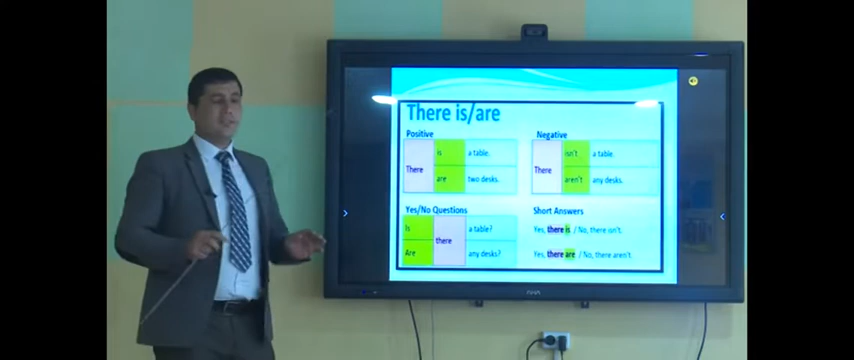 There is/are
Positive
Negative
There
is
a table.
are
two desks.
There
isn't
a table.
aren't
any desks.
Yes/No Questions
Short Answers
Is
there
a table?
Are
any desks?
Yes, there is / No, there isn't.
Yes, there are / No, there aren't.